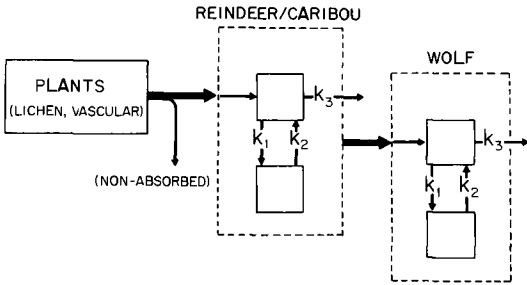 REINDEER/CARIBOU
PLANTS
(LICHEN, VASCULAR)
(NON-ABSORBED)
K3
K1 K2
WOLF
K3
K1 K2